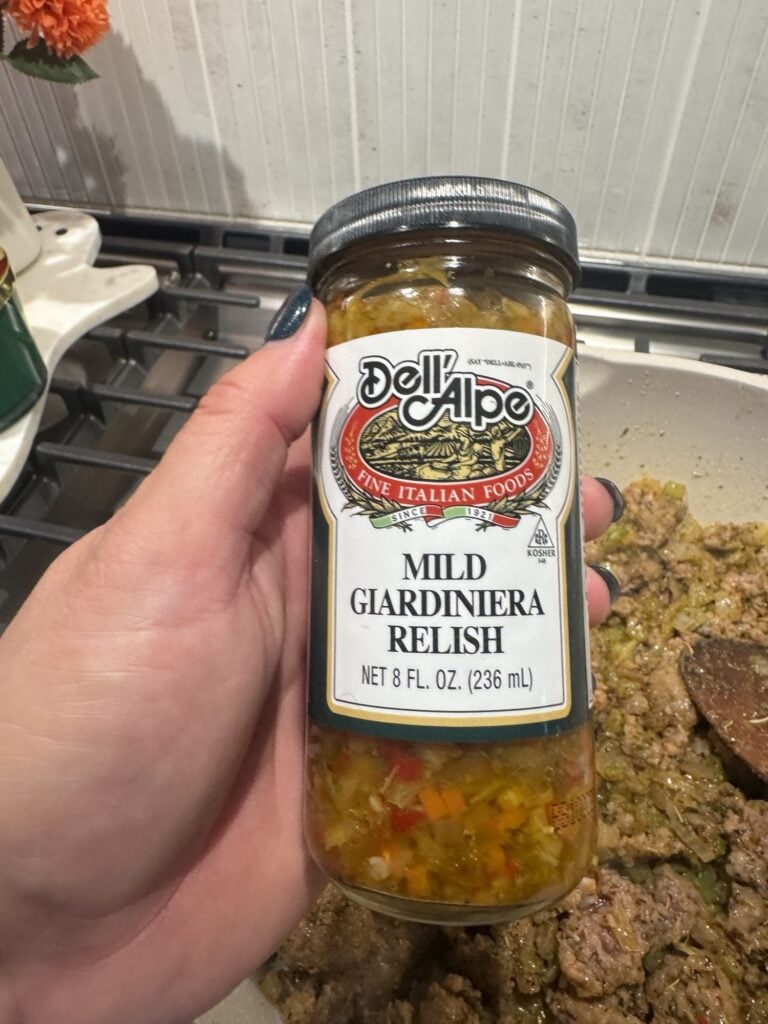 (SAY "DELL-AHL-PAY")
Dell'
Alpe®
FINE ITALIAN FOODS
SINCE 1921
KOSHER
MILD
GIARDINIERA
RELISH
NET 8 FL. OZ. (236 mL)